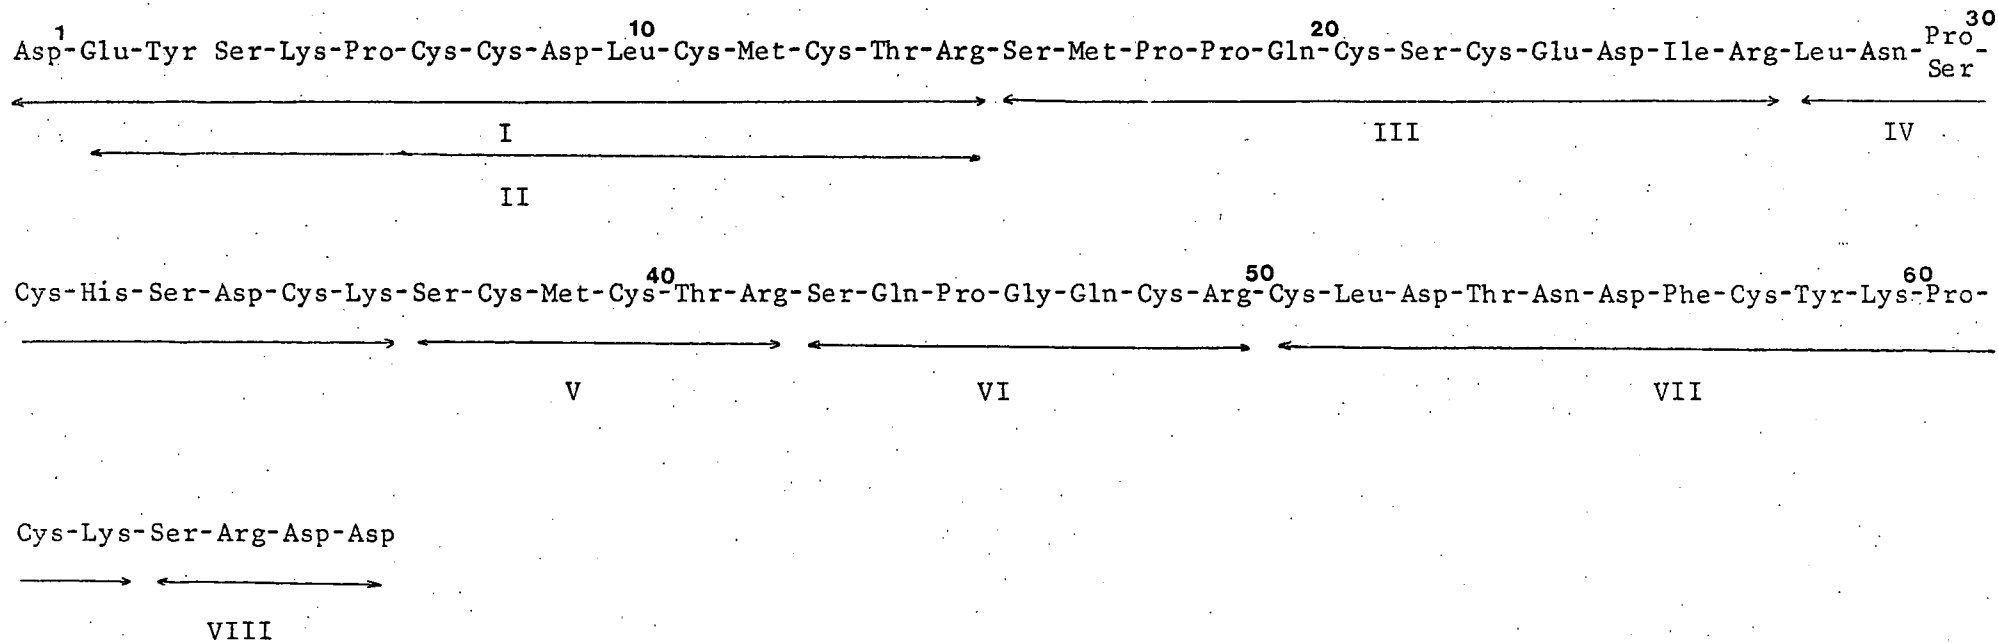 1 10 20 30
Asp-Glu-Tyr Ser-Lys-Pro-Cys-Cys-Asp-Leu-Cys-Met-Cys-Thr-Arg-Ser-Met-Pro-Pro-Gln-Cys-Ser-Cys-Glu-Asp-Ile-Arg-Leu-Asn-Pro-
Ser
I III IV
II
40 50 60
Cys-His-Ser-Asp-Cys-Lys-Ser-Cys-Met-Cys-Thr-Arg-Ser-Gln-Pro-Gly-Gln-Cys-Arg-Cys-Leu-Asp-Thr-Asn-Asp-Phe-Cys-Tyr-Lys-Pro-
V VI VII
Cys-Lys-Ser-Arg-Asp-Asp
VIII